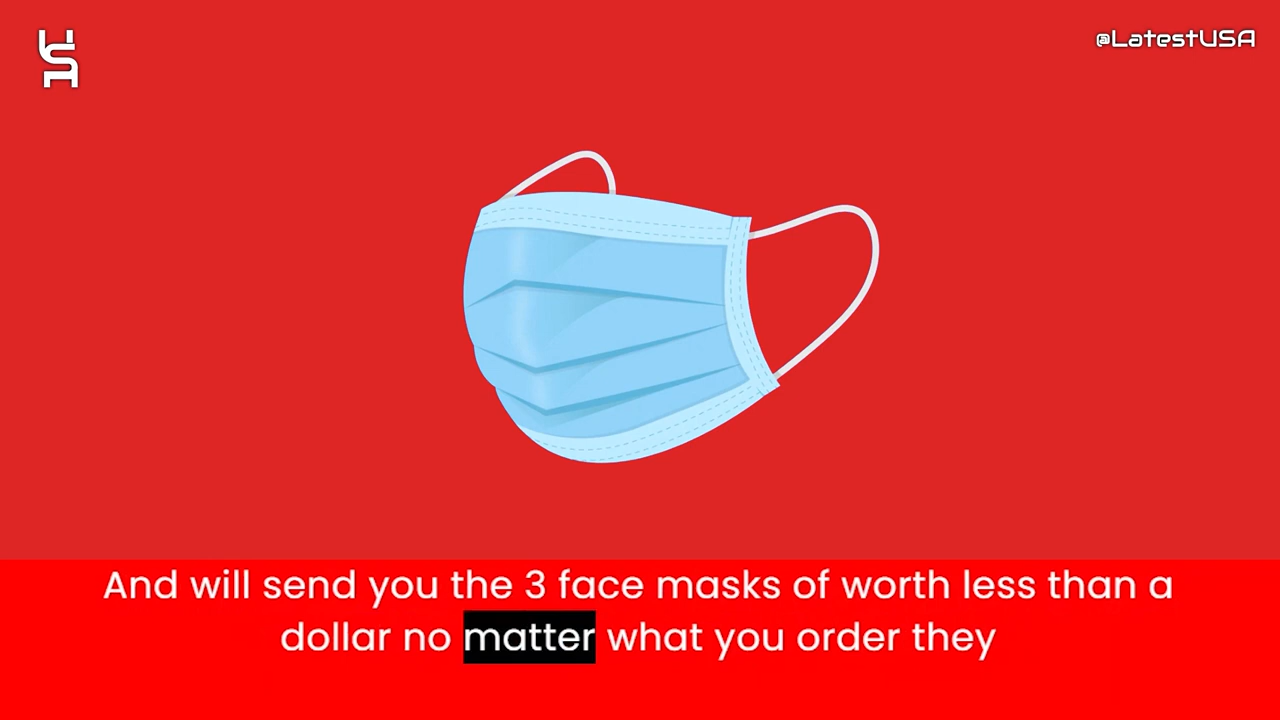 USA
@LatestUSA
And will send you the 3 face masks of worth less than a
dollar no matter what you order they